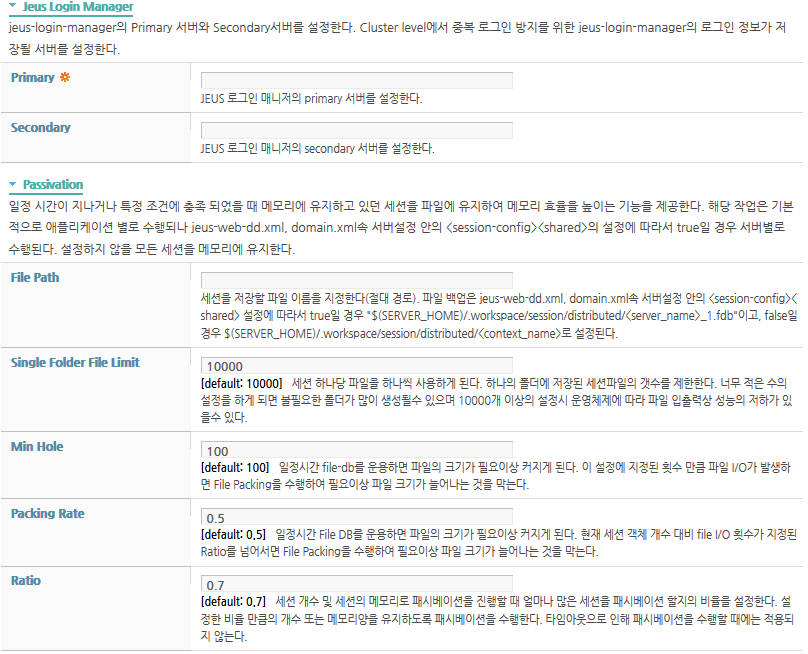 Jeus Login Manager
jeus-login-manager의 Primary 서버와 Secondary서버를 설정한다. Cluster level에서 중복 로그인 방지를 위한 jeus-login-manager의 로그인 정보가 저
장될 서버를 설정한다.
Primary
JEUS 로그인 매니저의 primary 서버를 설정한다.
Secondary
JEUS 로그인 매니저의 secondary 서버를 설정한다.
Passivation
일정 시간이 지나거나 특정 조건에 충족 되었을 때 메모리에 유지하고 있던 세션을 파일에 유지하여 메모리 효율을 높이는 기능을 제공한다. 해당 작업은 기본
적으로 애플리케이션 별로 수행되나 jeus-web-dd.xml, domain.xml속 서버설정 안의 <session-config><shared>의 설정에 따라서 true일 경우 서버별로
수행된다. 설정하지 않을 모든 세션을 메모리에 유지한다.
File Path
세션을 저장할 파일 이름을 지정한다(절대 경로). 파일 백업은 jeus-web-dd.xml, domain.xml속 서버설정 안의 <session-config><
shared> 설정에 따라서 true일 경우 "$(SERVER_HOME)/.workspace/session/distributed/<server_name>_1.fdb"이고, false일
경우 $(SERVER_HOME)/.workspace/session/distributed/<context_name>로 설정된다.
Single Folder File Limit
10000
[default: 10000] 세션 하나당 파일을 하나씩 사용하게 된다. 하나의 폴더에 저장된 세션파일의 갯수를 제한한다. 너무 적은 수의
설정을 하게 되면 불필요한 폴더가 많이 생성될수 있으며 10000개 이상의 설정시 운영체제에 따라 파일 입출력상 성능의 저하가 있
을수 있다.
Min Hole
100
[default: 100] 일정시간 file-db를 운용하면 파일의 크기가 필요이상 커지게 된다. 이 설정에 지정된 횟수 만큼 파일 I/O가 발생하
면 File Packing을 수행하여 필요이상 파일 크기가 늘어나는 것을 막는다.
Packing Rate
0.5
[default: 0.5] 일정시간 File DB를 운용하면 파일의 크기가 필요이상 커지게 된다. 현재 세션 객체 개수 대비 file I/O 횟수가 지정된
Ratio를 넘어서면 File Packing을 수행하여 필요이상 파일 크기가 늘어나는 것을 막는다.
Ratio
0.7
[default: 0.7] 세션 개수 및 세션의 메모리로 패시베이션을 진행할 때 얼마나 많은 세션을 패시베이션 할지의 비율을 설정한다. 설
정한 비율 만큼의 개수 또는 메모리양을 유지하도록 패시베이션을 수행한다. 타임아웃으로 인해 패시베이션을 수행할 때에는 적용되
지 않는다.